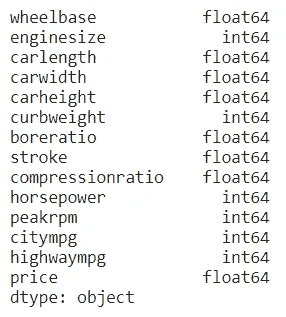 wheelbase float64
enginesize int64
carlength float64
carwidth float64
carheight float64
curbweight int64
boreratio float64
stroke float64
compressionratio float64
horsepower int64
peakrpm int64
citympg int64
highwaympg int64
price float64
dtype: object